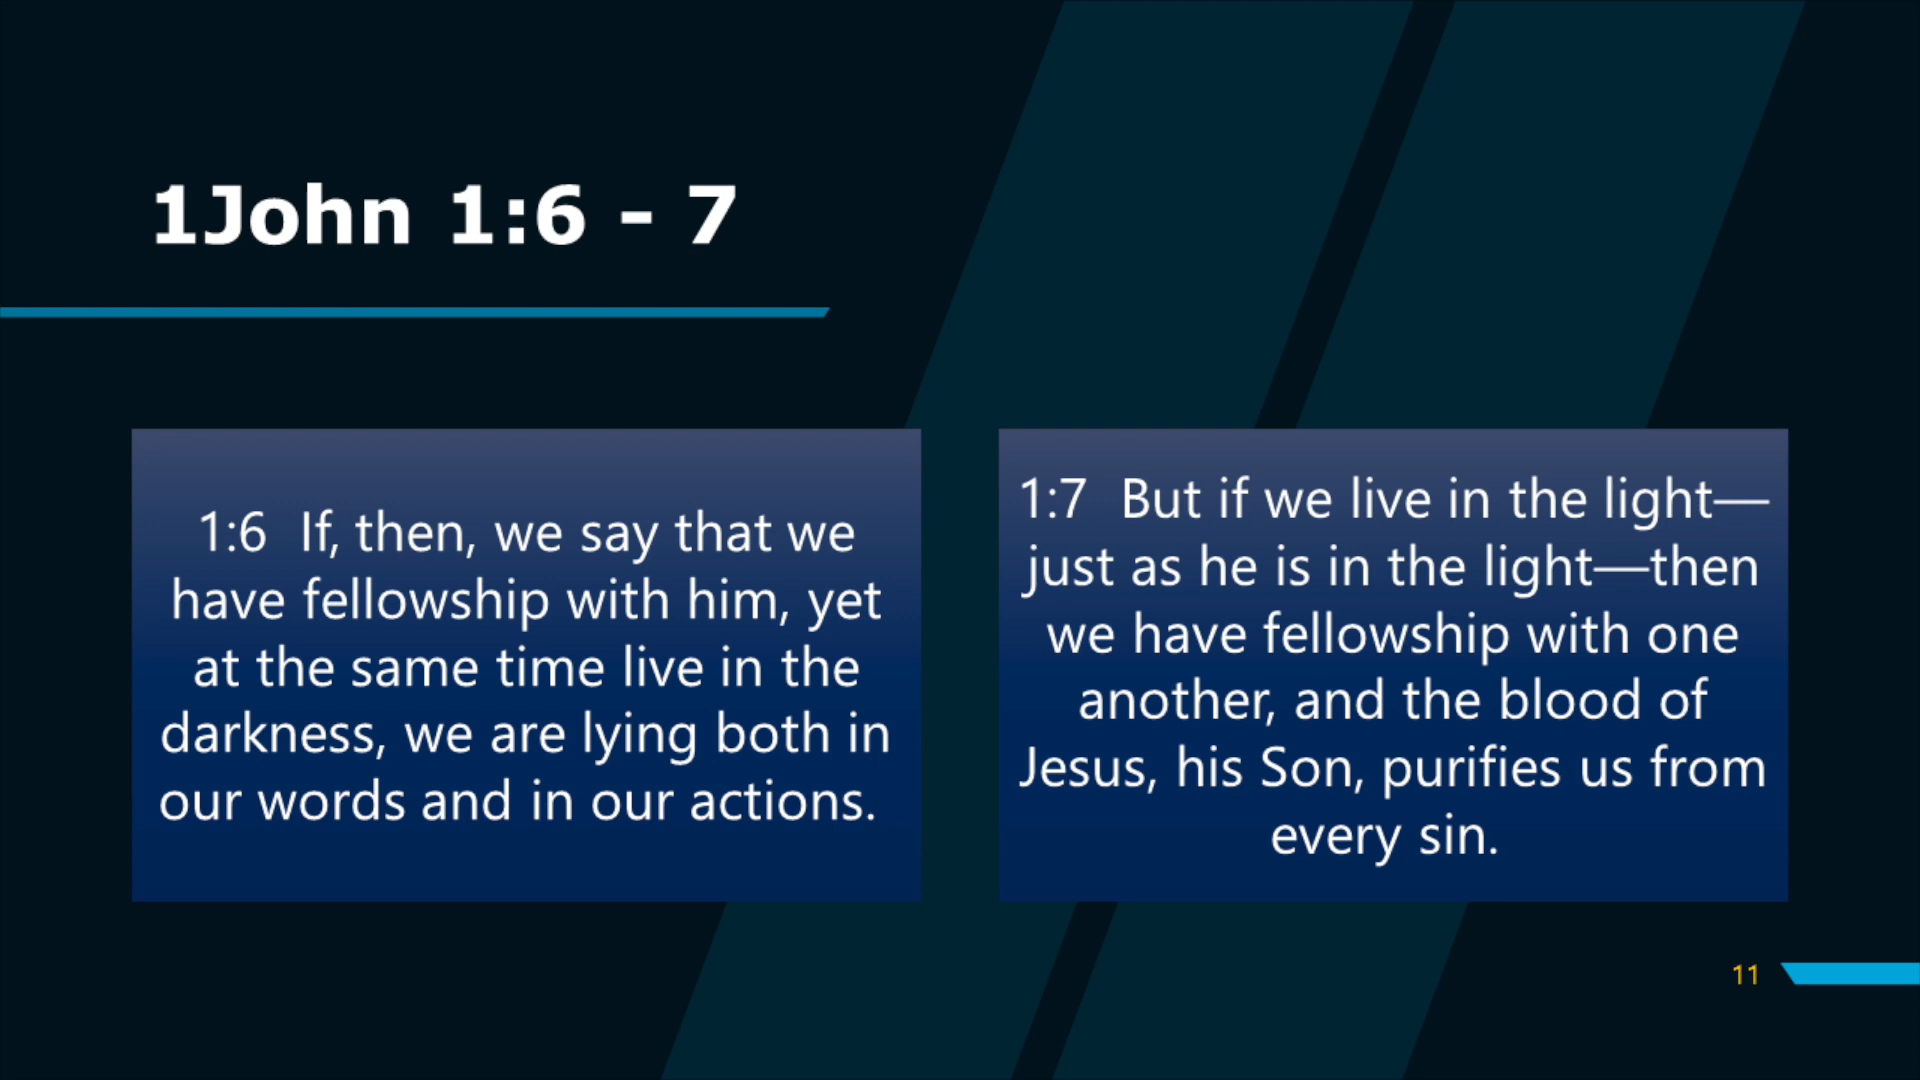 1John 1:6 - 7
1:6 If, then, we say that we
have fellowship with him, yet
at the same time live in the
darkness, we are lying both in
our words and in our actions.
1:7 But if we live in the light—
just as he is in the light—then
we have fellowship with one
another, and the blood of
Jesus, his Son, purifies us from
every sin.
11